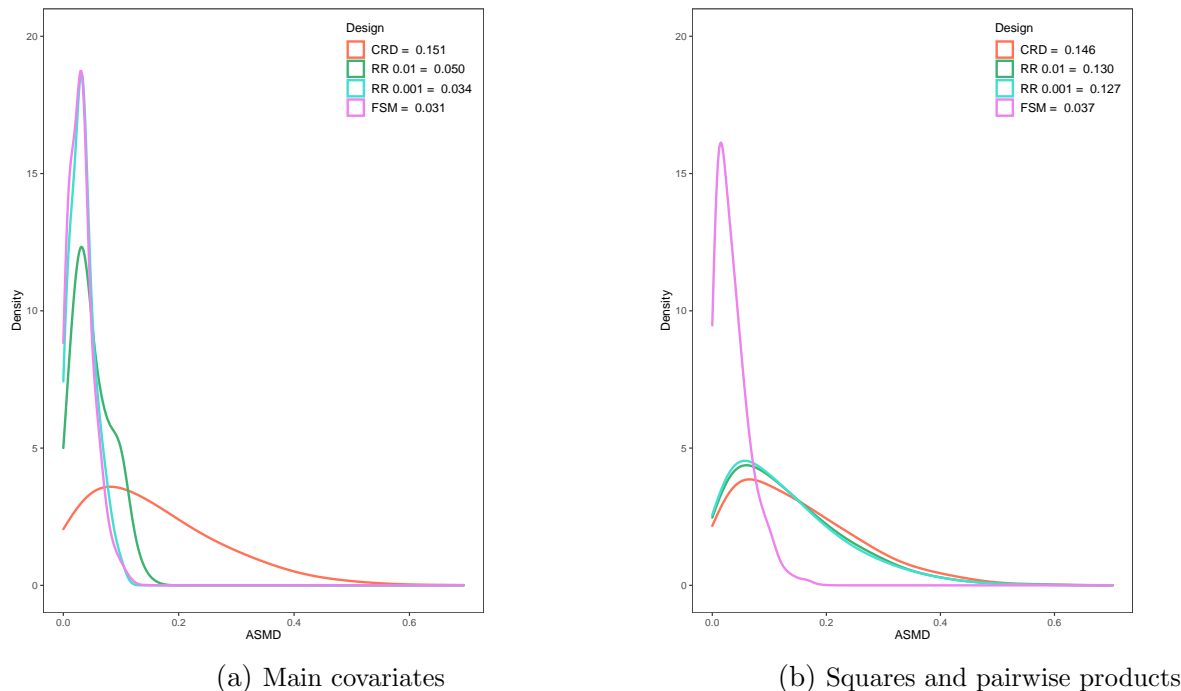 Design
CRD = 0.151
RR 0.01 = 0.050
RR 0.001 = 0.034
FSM = 0.031
20
15
10
5
0
Density
0.0 0.2 0.4 0.6
ASMD
(a) Main covariates
Design
CRD = 0.146
RR 0.01 = 0.130
RR 0.001 = 0.127
FSM = 0.037
20
15
10
5
0
Density
0.0 0.2 0.4 0.6
ASMD
(b) Squares and pairwise products